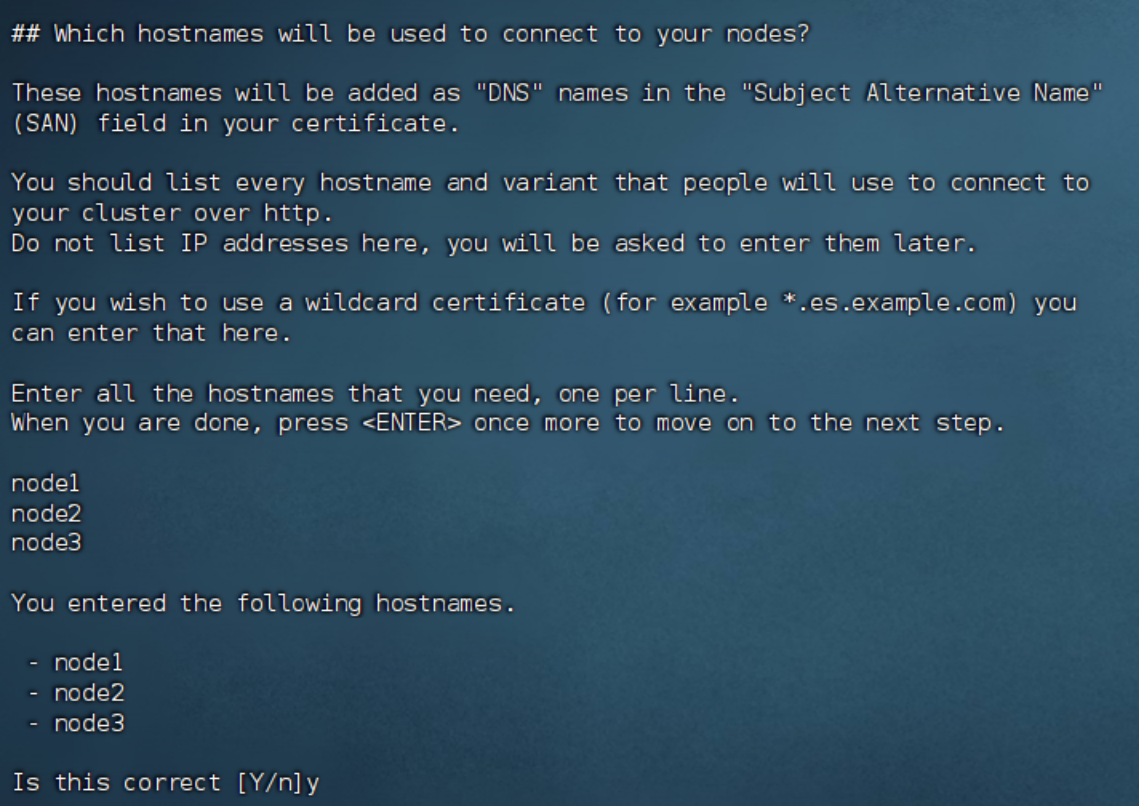 ## Which hostnames will be used to connect to your nodes?
These hostnames will be added as "DNS" names in the "Subject Alternative Name"
(SAN) field in your certificate.
You should list every hostname and variant that people will use to connect to
your cluster over http.
Do not list IP addresses here, you will be asked to enter them later.
If you wish to use a wildcard certificate (for example *.es.example.com) you
can enter that here.
Enter all the hostnames that you need, one per line.
When you are done, press <ENTER> once more to move on to the next step.
node1
node2
node3
You entered the following hostnames.
- node1
- node2
- node3
Is this correct [Y/n]y